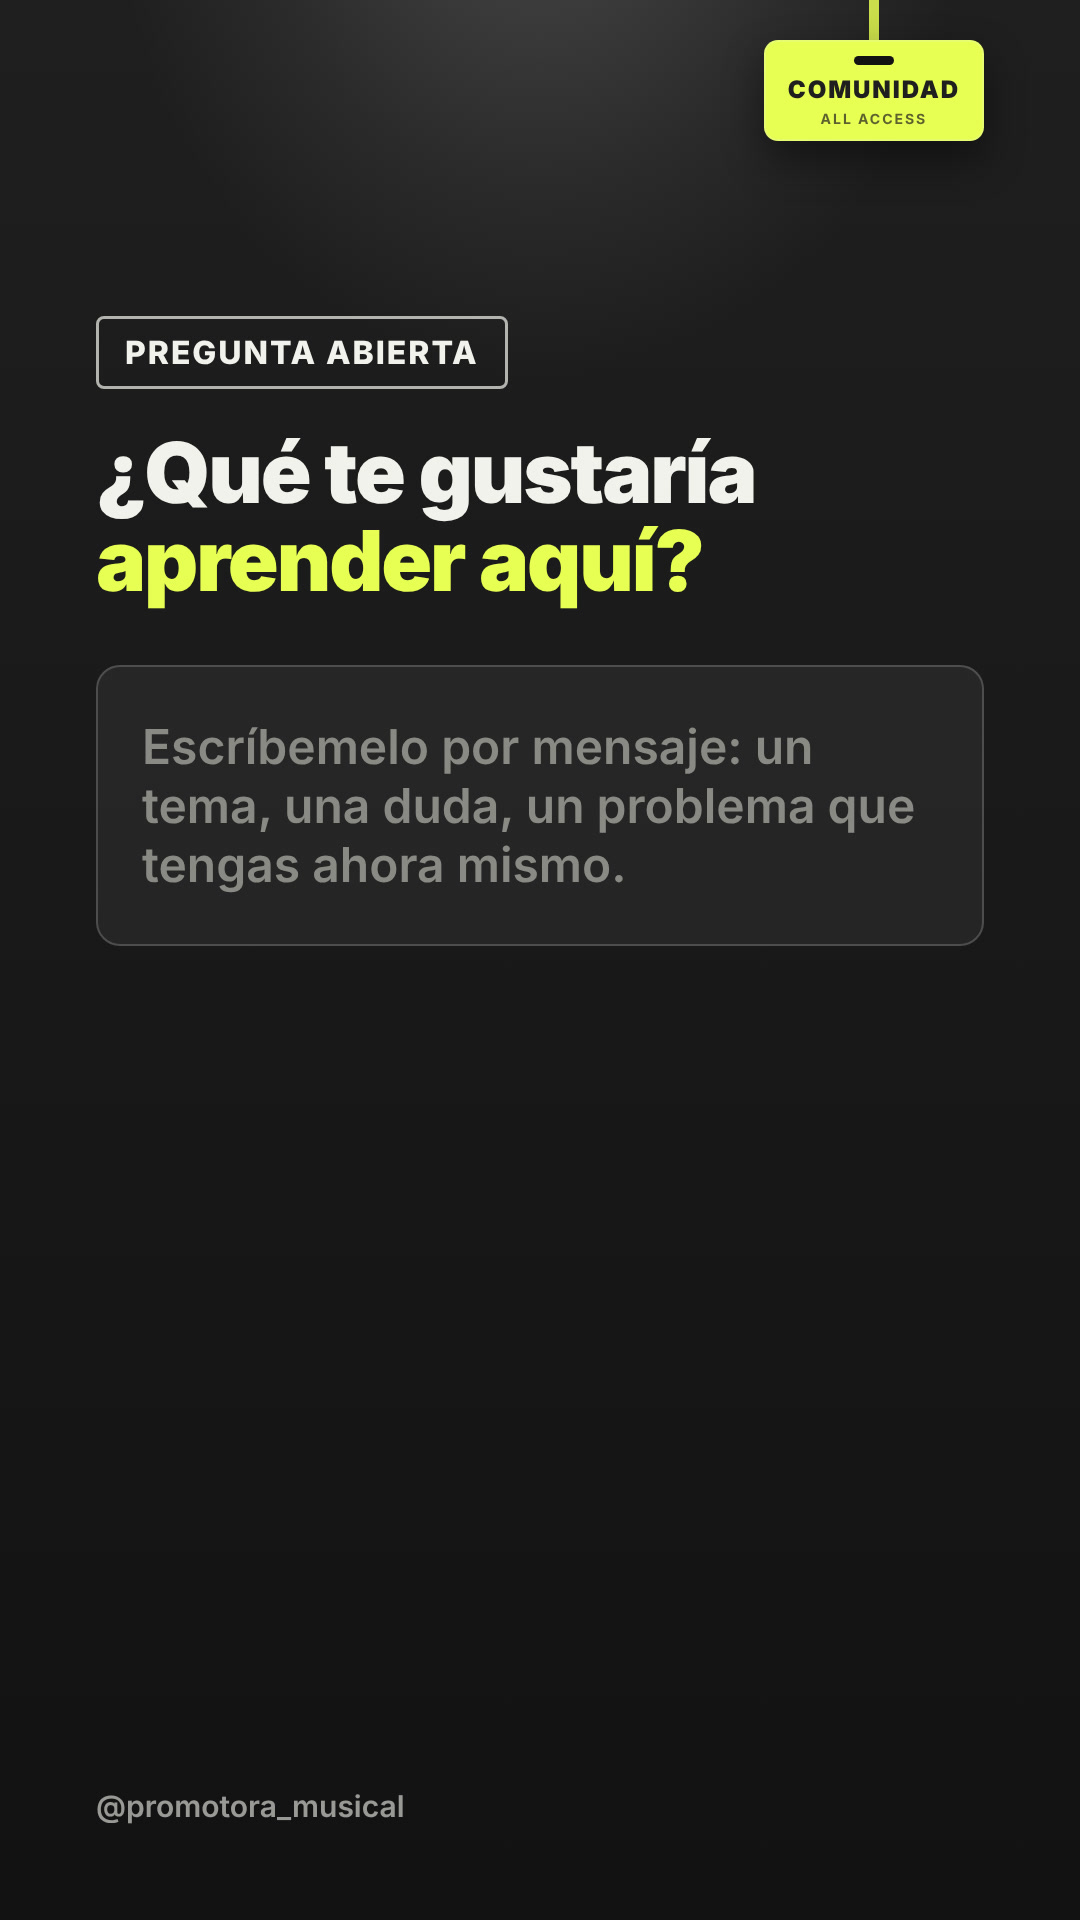 COMUNIDAD
ALL ACCESS
PREGUNTA ABIERTA
¿Qué te gustaría
aprender aquí?
Escríbemelo por mensaje: un
tema, una duda, un problema que
tengas ahora mismo.
@promotora_musical